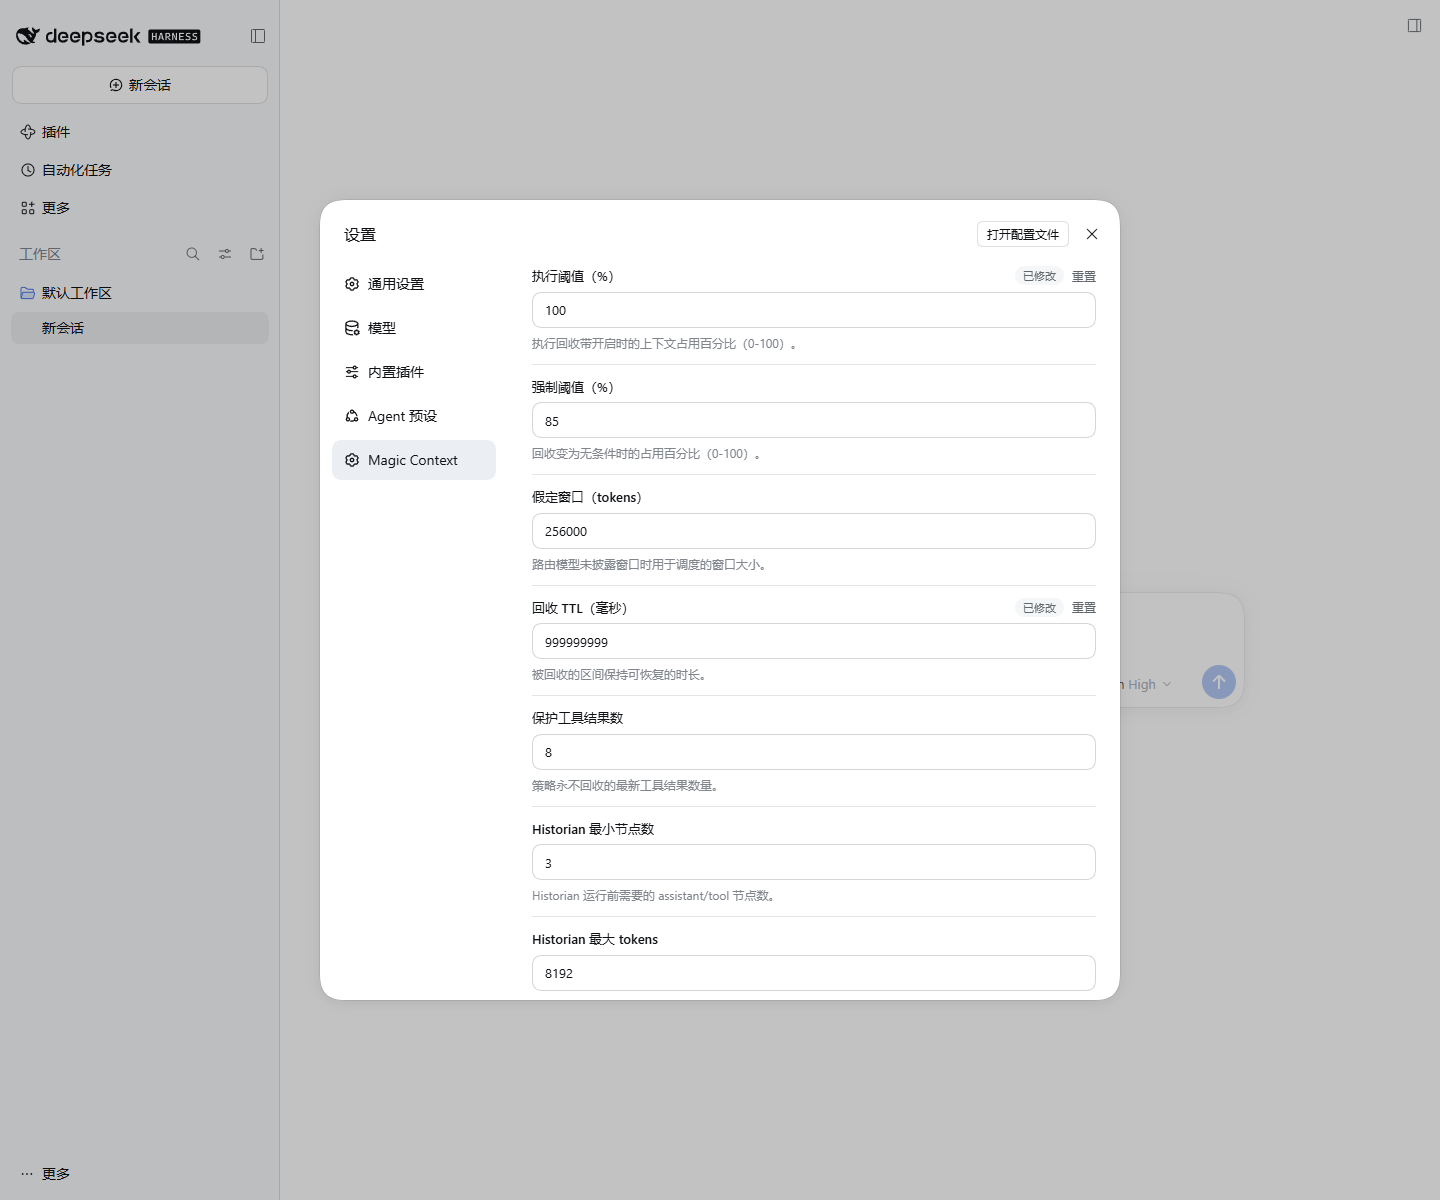 deepseek HARNESS
新会话
插件
自动化任务
更多
工作区
默认工作区
新会话
更多
设置
打开配置文件
通用设置
模型
内置插件
Agent 预设
Magic Context
执行阈值（%）
已修改 重置
100
执行回收带开启时的上下文占用百分比（0-100）。
强制阈值（%）
85
回收变为无条件时的占用百分比（0-100）。
假定窗口（tokens）
256000
路由模型未披露窗口时用于调度的窗口大小。
回收 TTL（毫秒）
已修改 重置
999999999
被回收的区间保持可恢复的时长。
保护工具结果数
8
策略永不回收的最新工具结果数量。
Historian 最小节点数
3
Historian 运行前需要的 assistant/tool 节点数。
Historian 最大 tokens
8192
High